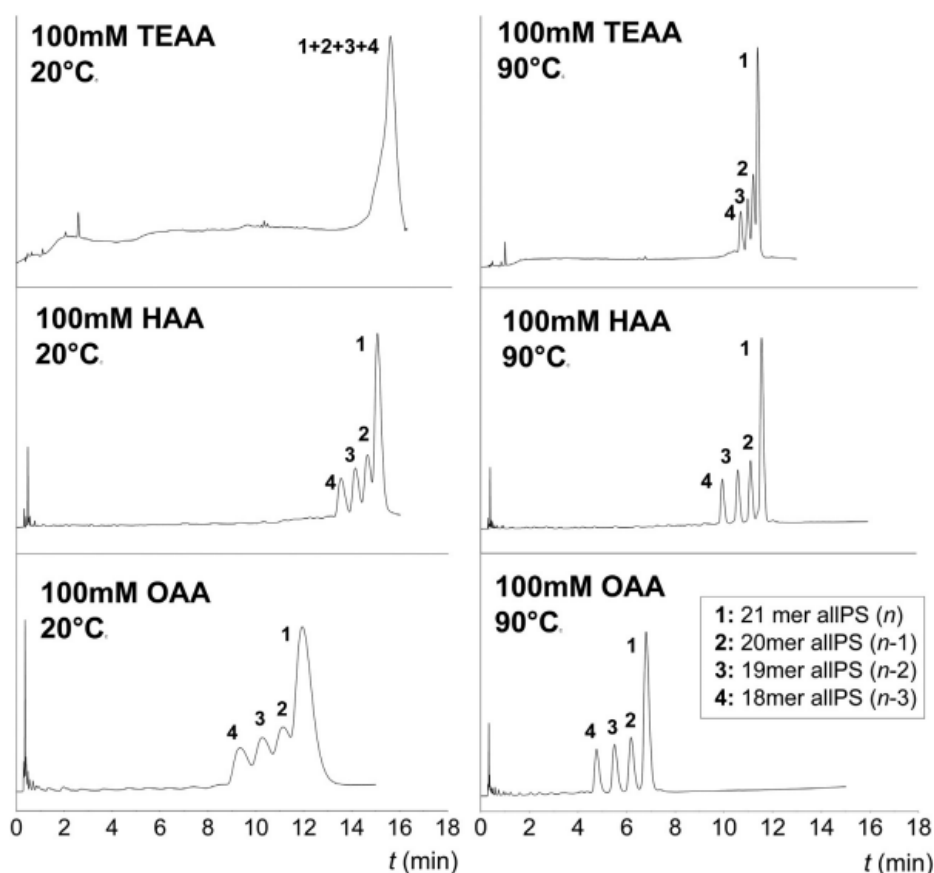 100mM TEAA
20°C.
1+2+3+4
100mM TEAA
90°C.
1
2
3
4
100mM HAA
20°C.
1
2
3
4
100mM HAA
90°C.
1
2
3
4
100mM OAA
20°C.
1
2
3
4
100mM OAA
90°C.
1
2
3
4
1: 21 mer allPS (n)
2: 20mer allPS (n-1)
3: 19mer allPS (n-2)
4: 18mer allPS (n-3)
0 2 4 6 8 10 12 14 16 18
t (min)
0 2 4 6 8 10 12 14 16 18
t (min)